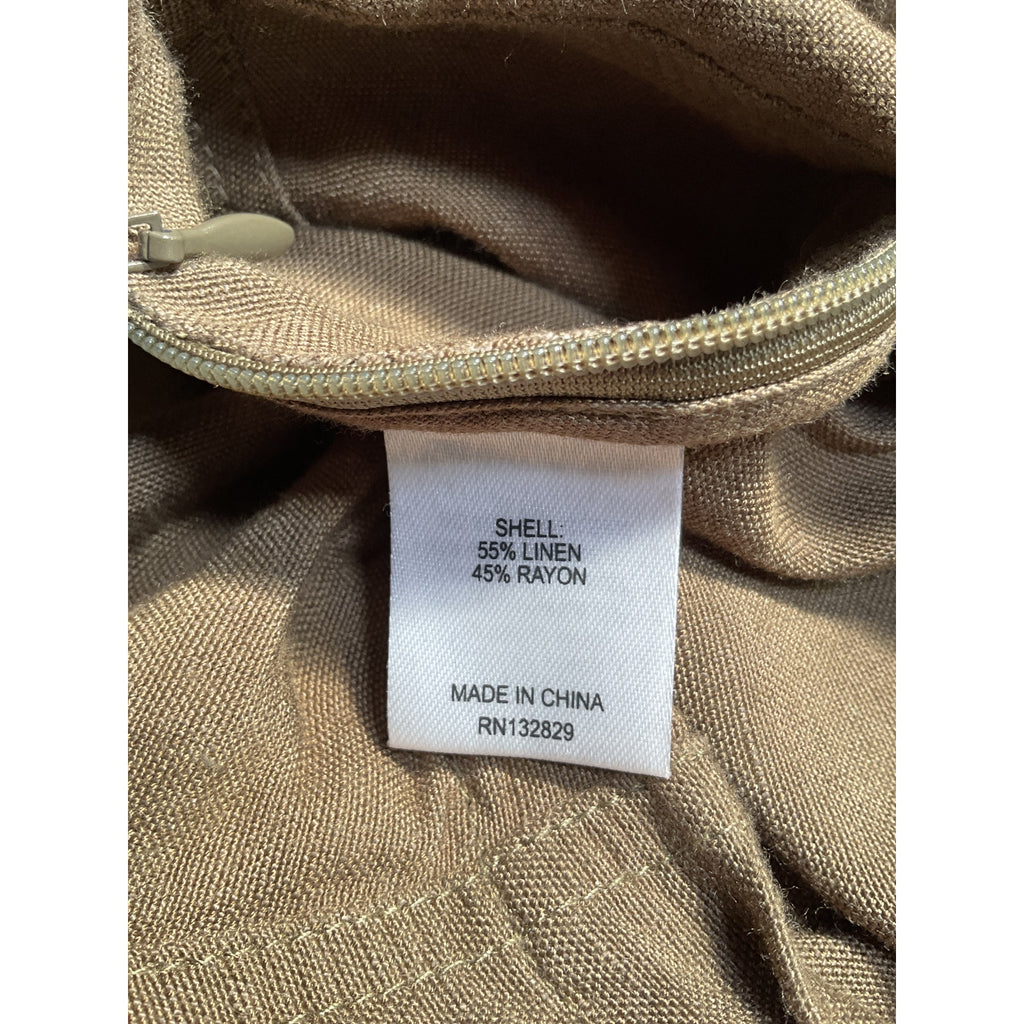 SHELL:
55% LINEN
45% RAYON
MADE IN CHINA
RN132829